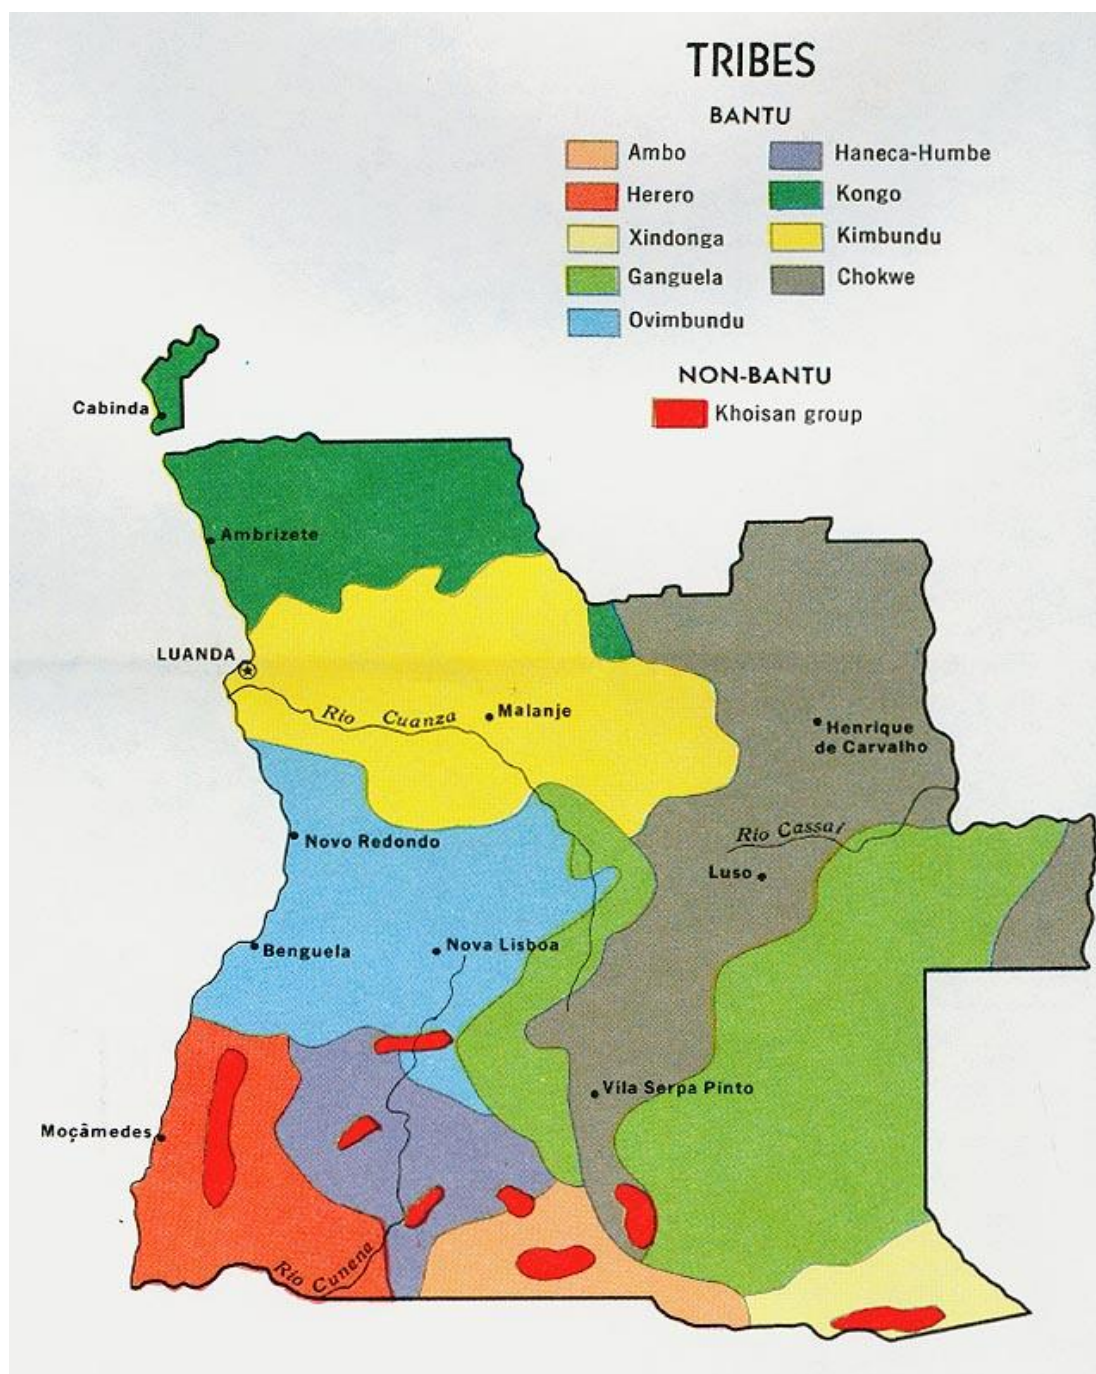 TRIBES
BANTU
Ambo
Haneca-Humbe
Herero
Kongo
Xindonga
Kimbundu
Ganguela
Chokwe
Ovimbundu
NON-BANTU
Khoisan group
Cabinda
Ambrizete
LUANDA
Rio Cuanza
Malanje
Henrique
de Carvalho
Novo Redondo
Rio Cassai
Luso
Benguela
Nova Lisboa
Vila Serpa Pinto
Moçâmedes
Rio Cunene